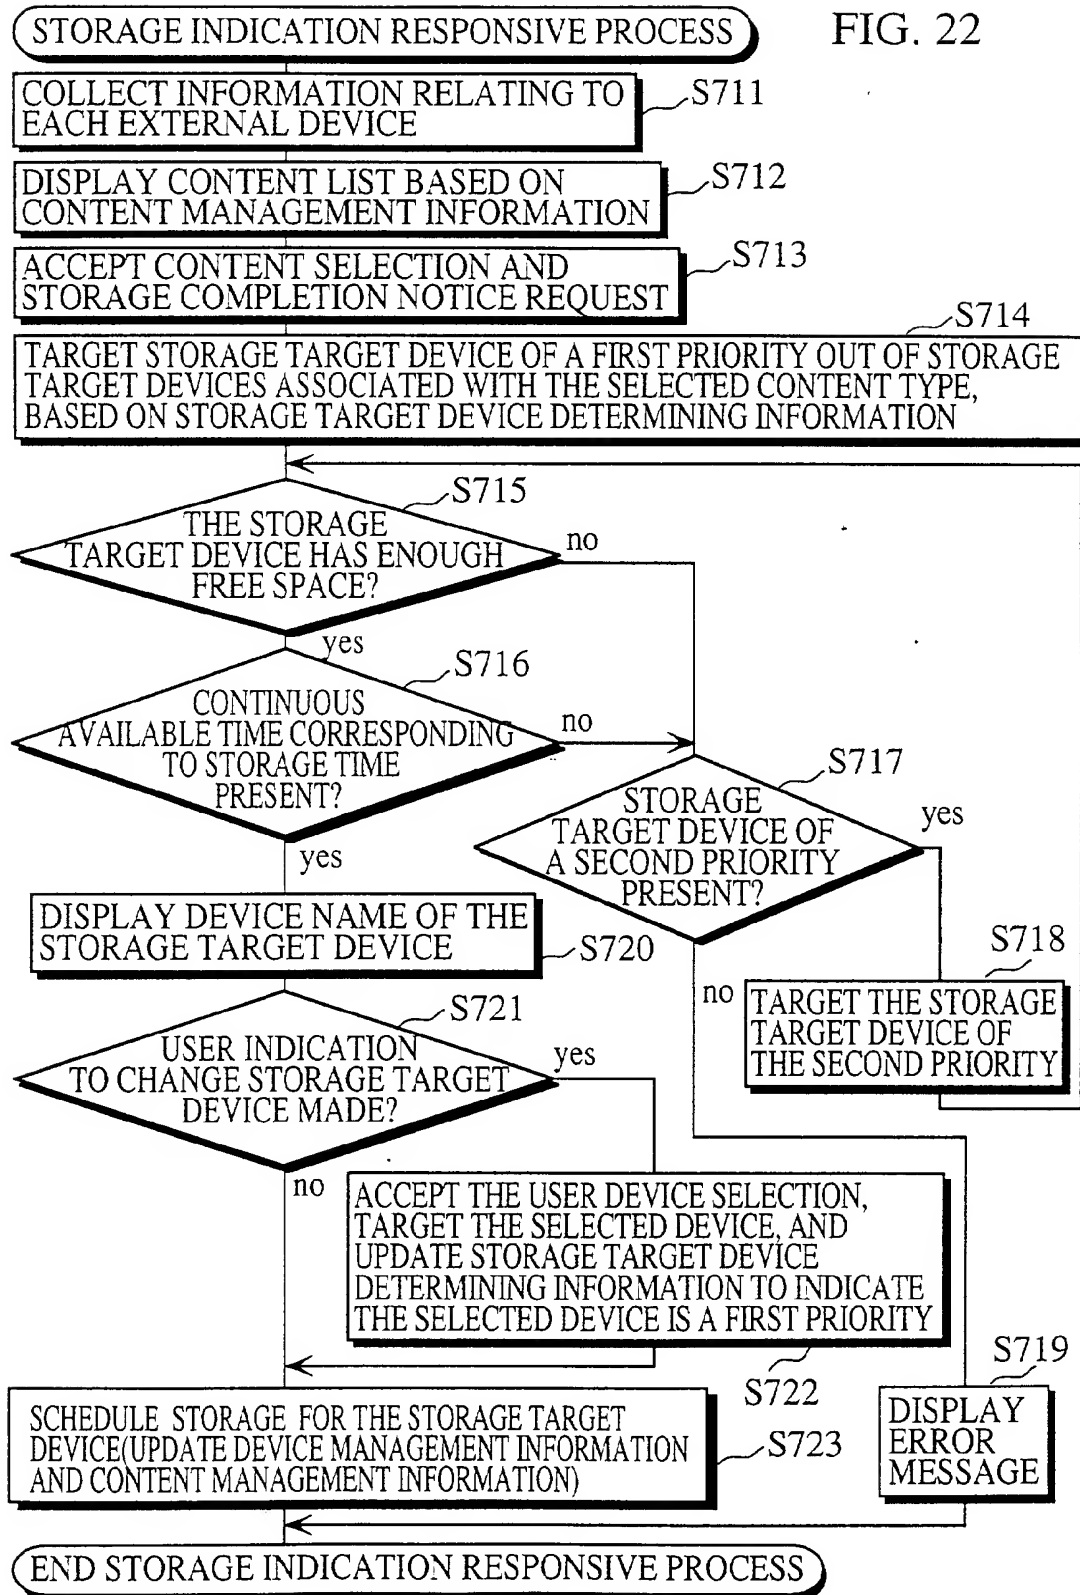 STORAGE INDICATION RESPONSIVE PROCESS
FIG. 22
COLLECT INFORMATION RELATING TO
EACH EXTERNAL DEVICE
S711
DISPLAY CONTENT LIST BASED ON
CONTENT MANAGEMENT INFORMATION
S712
ACCEPT CONTENT SELECTION AND
STORAGE COMPLETION NOTICE REQUEST
S713
S714
TARGET STORAGE TARGET DEVICE OF A FIRST PRIORITY OUT OF STORAGE
TARGET DEVICES ASSOCIATED WITH THE SELECTED CONTENT TYPE,
BASED ON STORAGE TARGET DEVICE DETERMINING INFORMATION
S715
THE STORAGE
TARGET DEVICE HAS ENOUGH
FREE SPACE?
no
yes
S716
CONTINUOUS
AVAILABLE TIME CORRESPONDING
TO STORAGE TIME
PRESENT?
no
yes
S717
STORAGE
TARGET DEVICE OF
A SECOND PRIORITY
PRESENT?
yes
no
S718
TARGET THE STORAGE
TARGET DEVICE OF
THE SECOND PRIORITY
DISPLAY DEVICE NAME OF THE
STORAGE TARGET DEVICE
S720
S721
USER INDICATION
TO CHANGE STORAGE TARGET
DEVICE MADE?
yes
no
ACCEPT THE USER DEVICE SELECTION,
TARGET THE SELECTED DEVICE, AND
UPDATE STORAGE TARGET DEVICE
DETERMINING INFORMATION TO INDICATE
THE SELECTED DEVICE IS A FIRST PRIORITY
S722
S719
DISPLAY
ERROR
MESSAGE
SCHEDULE STORAGE FOR THE STORAGE TARGET
DEVICE(UPDATE DEVICE MANAGEMENT INFORMATION
AND CONTENT MANAGEMENT INFORMATION)
S723
END STORAGE INDICATION RESPONSIVE PROCESS